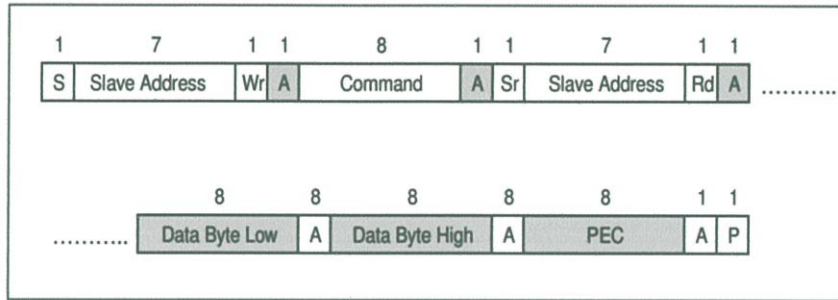 1 7 1 1 8 1 1 7 1 1
S Slave Address Wr A Command A Sr Slave Address Rd A ...........
8 8 8 8 8 1 1
........... Data Byte Low A Data Byte High A PEC A P